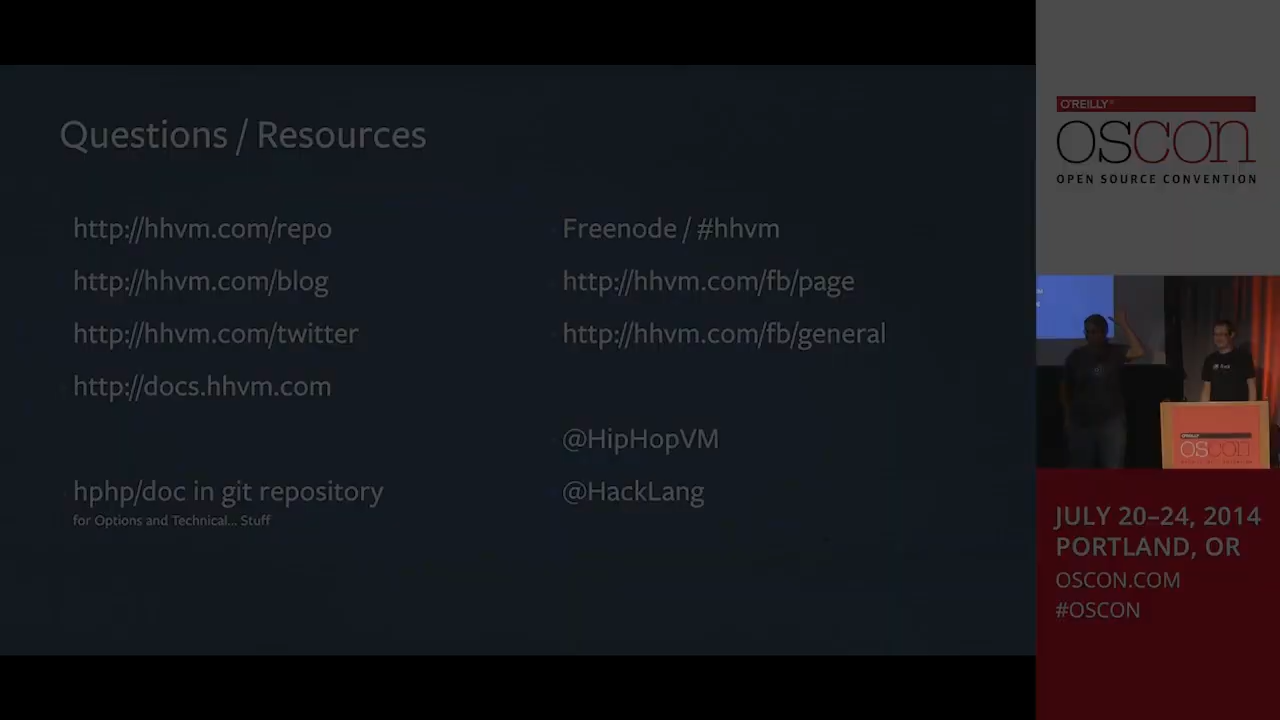 Questions / Resources
http://hhvm.com/repo
http://hhvm.com/blog
http://hhvm.com/twitter
http://docs.hhvm.com
hphp/doc in git repository
for Options and Technical... Stuff
Freenode / #hhvm
http://hhvm.com/fb/page
http://hhvm.com/fb/general
@HipHopVM
@HackLang
O'REILLY®
OSCON
OPEN SOURCE CONVENTION
OSCON
JULY 20–24, 2014
PORTLAND, OR
OSCON.COM
#OSCON